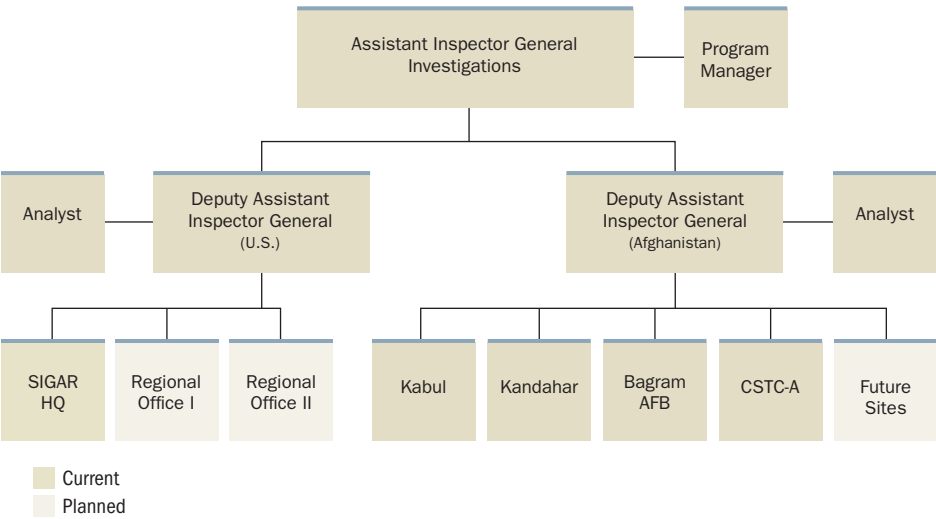 Assistant Inspector General
Investigations
Program
Manager
Analyst
Deputy Assistant
Inspector General
(U.S.)
Deputy Assistant
Inspector General
(Afghanistan)
Analyst
SIGAR
HQ
Regional
Office I
Regional
Office II
Kabul
Kandahar
Bagram
AFB
CSTC-A
Future
Sites
Current
Planned